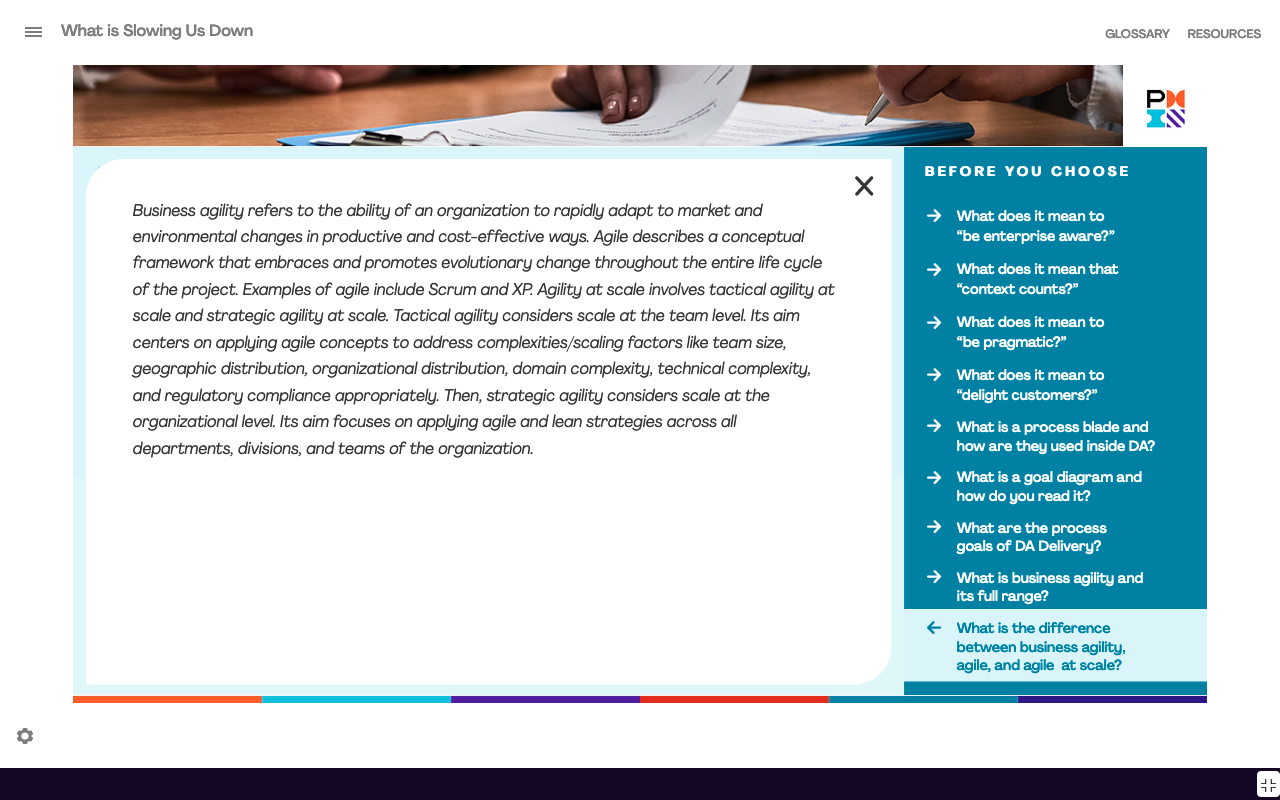 What is Slowing Us Down
GLOSSARY
RESOURCES
Business agility refers to the ability of an organization to rapidly adapt to market and
environmental changes in productive and cost-effective ways. Agile describes a conceptual
framework that embraces and promotes evolutionary change throughout the entire life cycle
of the project. Examples of agile include Scrum and XP. Agility at scale involves tactical agility at
scale and strategic agility at scale. Tactical agility considers scale at the team level. Its aim
centers on applying agile concepts to address complexities/scaling factors like team size,
geographic distribution, organizational distribution, domain complexity, technical complexity,
and regulatory compliance appropriately. Then, strategic agility considers scale at the
organizational level. Its aim focuses on applying agile and lean strategies across all
departments, divisions, and teams of the organization.
BEFORE YOU CHOOSE
What does it mean to
“be enterprise aware?”
What does it mean that
“context counts?”
What does it mean to
“be pragmatic?”
What does it mean to
“delight customers?”
What is a process blade and
how are they used inside DA?
What is a goal diagram and
how do you read it?
What are the process
goals of DA Delivery?
What is business agility and
its full range?
What is the difference
between business agility,
agile, and agile at scale?